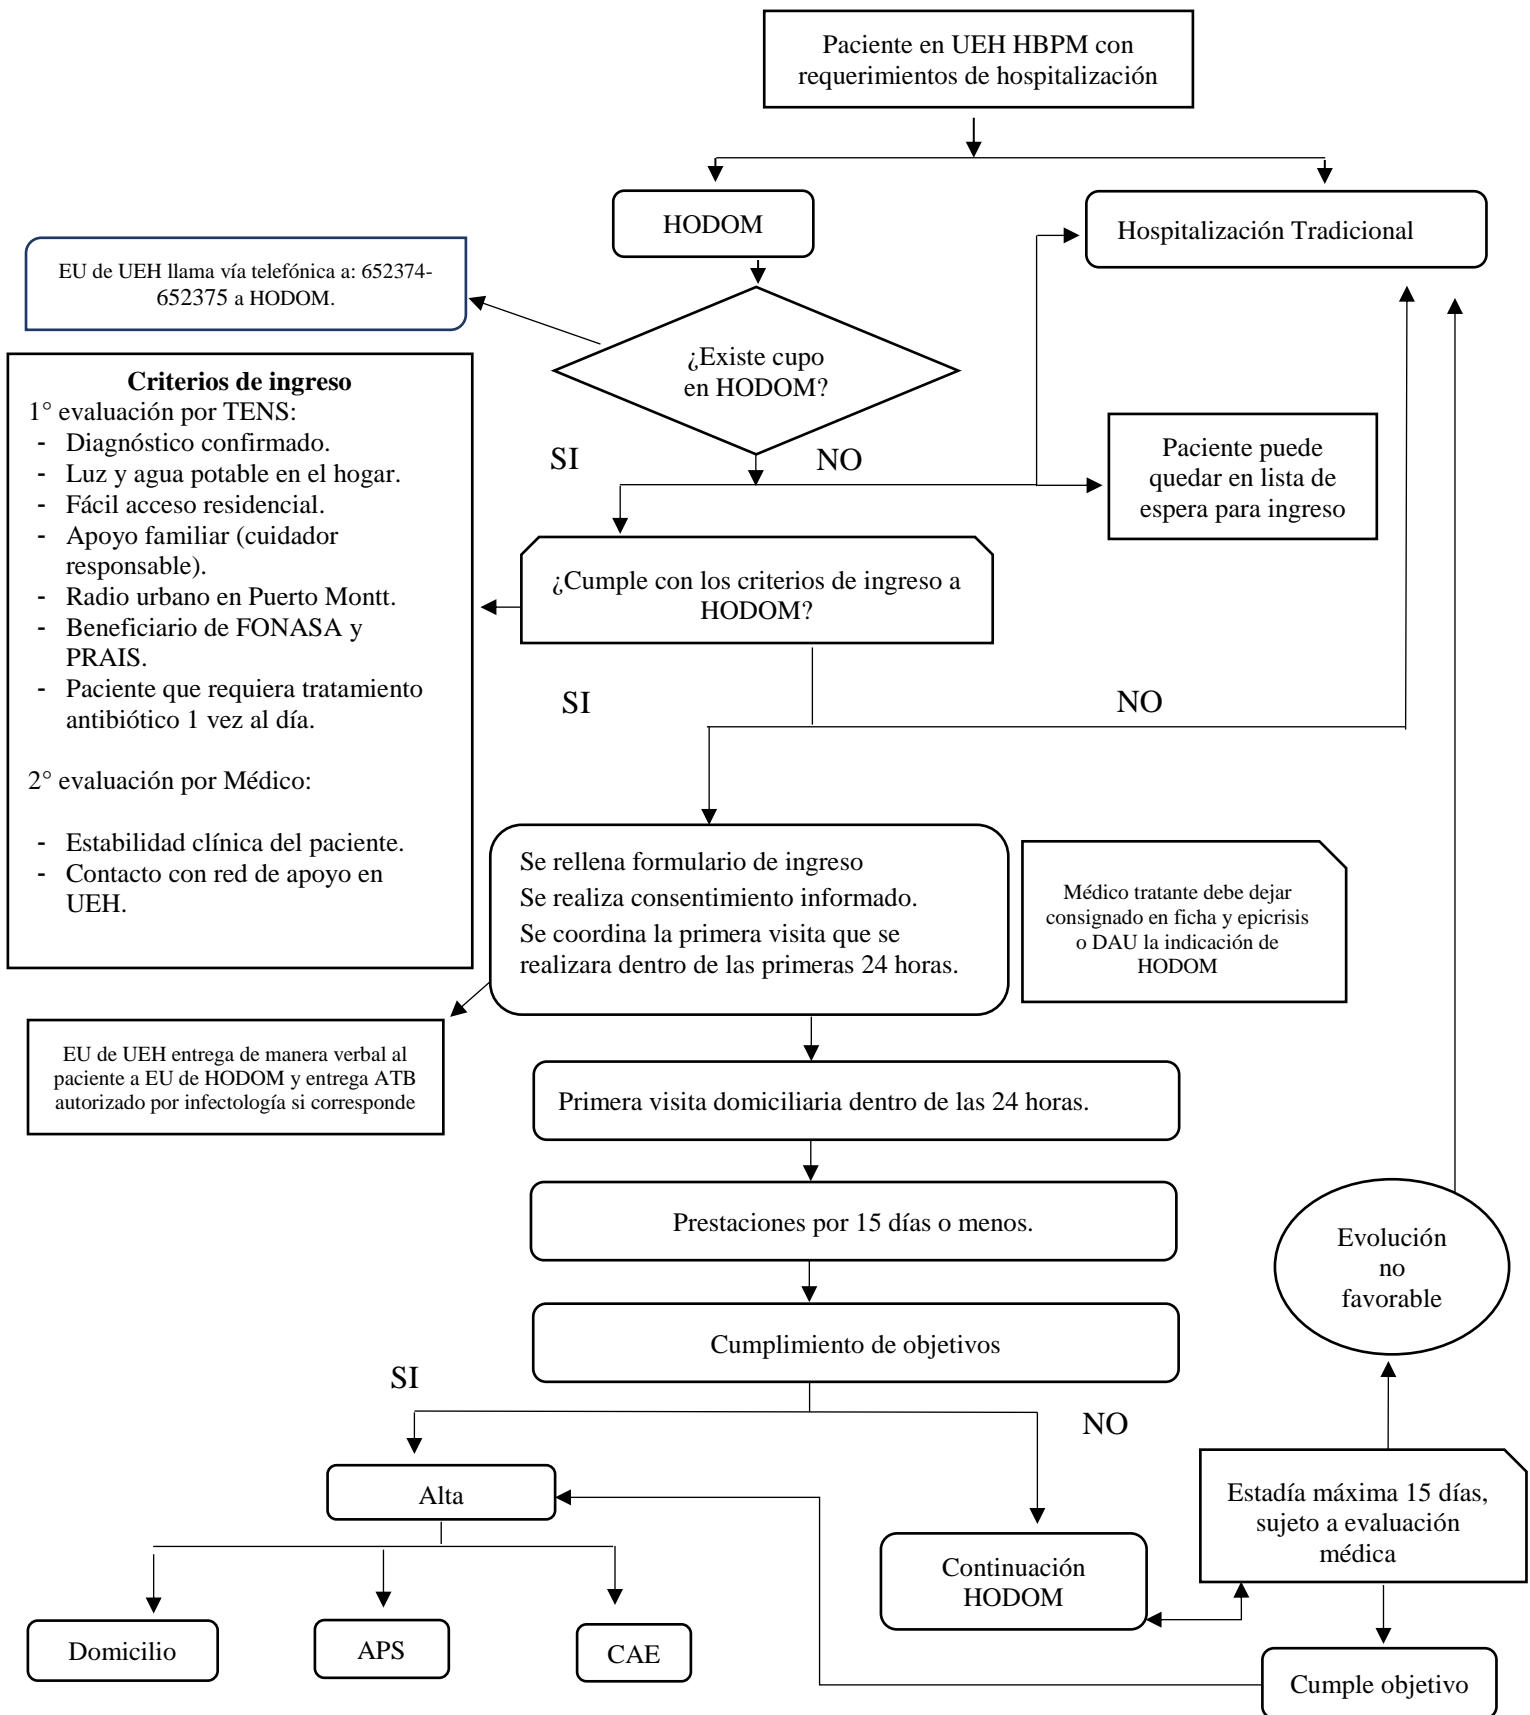 Paciente en UEH HBPM con
requerimientos de hospitalización
HODOM
Hospitalización Tradicional
EU de UEH llama vía telefónica a: 652374-
652375 a HODOM.
¿Existe cupo
en HODOM?
SI
NO
Paciente puede
quedar en lista de
espera para ingreso
Criterios de ingreso
1° evaluación por TENS:
- Diagnóstico confirmado.
- Luz y agua potable en el hogar.
- Fácil acceso residencial.
- Apoyo familiar (cuidador
responsable).
- Radio urbano en Puerto Montt.
- Beneficiario de FONASA y
PRAIS.
- Paciente que requiera tratamiento
antibiótico 1 vez al día.
2° evaluación por Médico:
- Estabilidad clínica del paciente.
- Contacto con red de apoyo en
UEH.
¿Cumple con los criterios de ingreso a
HODOM?
SI
NO
Se rellena formulario de ingreso
Se realiza consentimiento informado.
Se coordina la primera visita que se
realizara dentro de las primeras 24 horas.
Médico tratante debe dejar
consignado en ficha y epicrisis
o DAU la indicación de
HODOM
EU de UEH entrega de manera verbal al
paciente a EU de HODOM y entrega ATB
autorizado por infectología si corresponde
Primera visita domiciliaria dentro de las 24 horas.
Prestaciones por 15 días o menos.
Evolución
no
favorable
Cumplimiento de objetivos
SI
NO
Alta
Continuación
HODOM
Estadía máxima 15 días,
sujeto a evaluación
médica
Domicilio
APS
CAE
Cumple objetivo